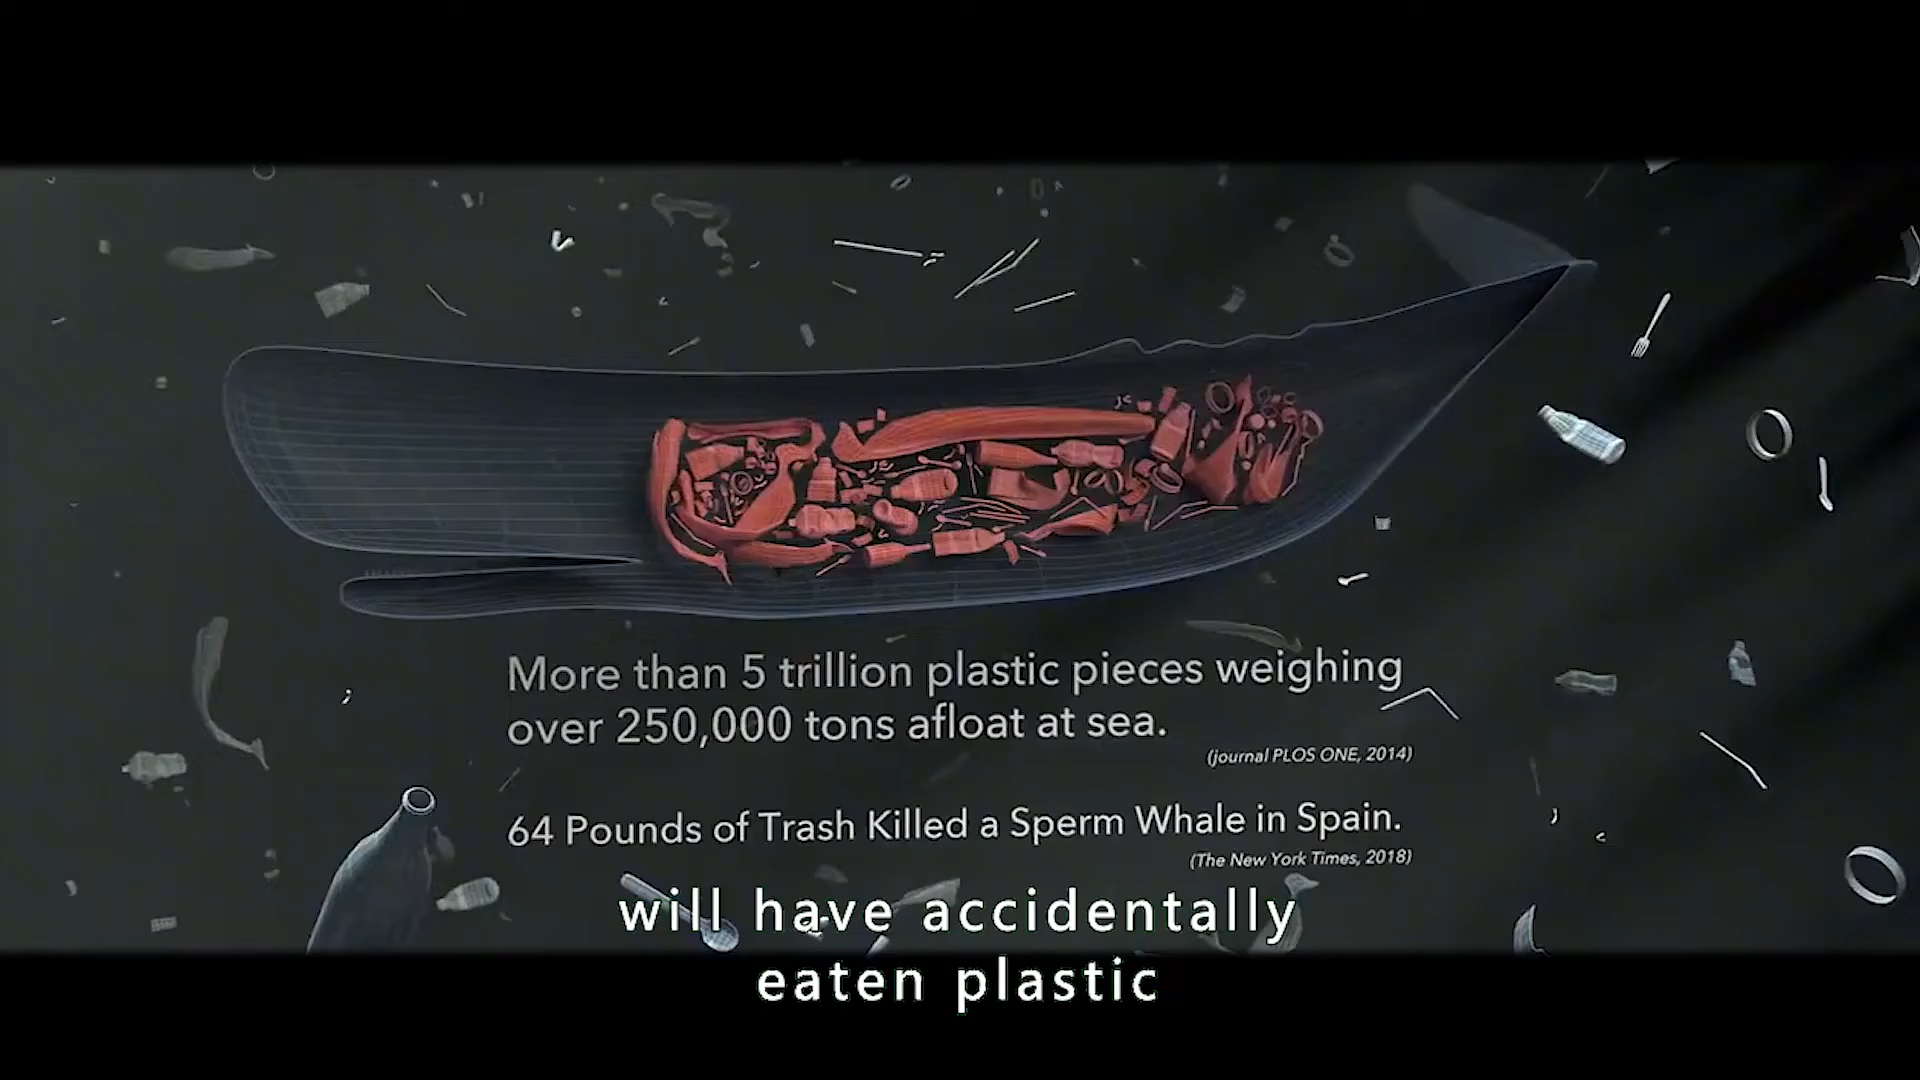 More than 5 trillion plastic pieces weighing
over 250,000 tons afloat at sea.
(journal PLOS ONE, 2014)
64 Pounds of Trash Killed a Sperm Whale in Spain.
(The New York Times, 2018)
will have accidentally
eaten plastic